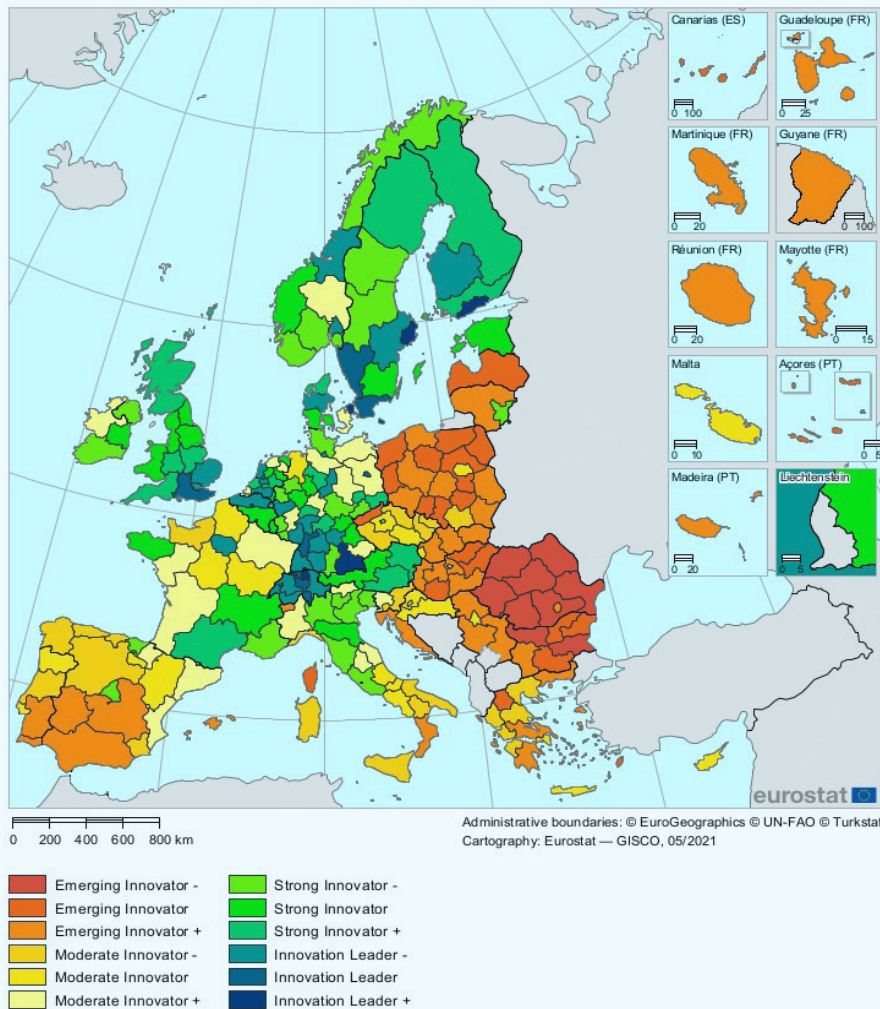 Canarias (ES)
0 100
Guadeloupe (FR)
0 25
Martinique (FR)
0 20
Guyane (FR)
0 100
Réunion (FR)
0 20
Mayotte (FR)
0 15
Malta
0 10
Açores (PT)
0 5
Madeira (PT)
0 20
Liechtenstein
0 5
eurostat
0 200 400 600 800 km
Administrative boundaries: © EuroGeographics © UN-FAO © Turkstat
Cartography: Eurostat — GISCO, 05/2021
Emerging Innovator -
Emerging Innovator
Emerging Innovator +
Moderate Innovator -
Moderate Innovator
Moderate Innovator +
Strong Innovator -
Strong Innovator
Strong Innovator +
Innovation Leader -
Innovation Leader
Innovation Leader +